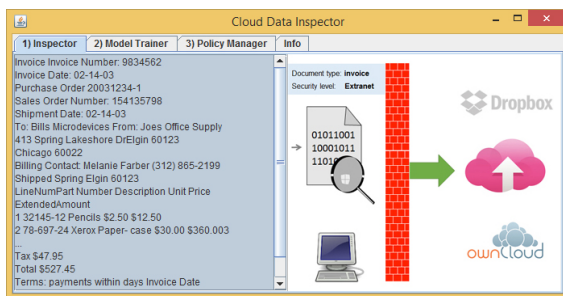 Cloud Data Inspector
1) Inspector 2) Model Trainer 3) Policy Manager Info
Invoice Invoice Number: 9834562
Invoice Date: 02-14-03
Purchase Order 20031234-1
Sales Order Number: 154135798
Shipment Date: 02-14-03
To: Bills Microdevices From: Joes Office Supply
413 Spring Lakeshore DrElgin 60123
Chicago 60022
Billing Contact: Melanie Farber (312) 865-2199
Shipped Spring Elgin 60123
LineNumPart Number Description Unit Price
ExtendedAmount
1 32145-12 Pencils $2.50 $12.50
2 78-697-24 Xerox Paper- case $30.00 $360.003
...
Tax $47.95
Total $527.45
Terms: payments within days Invoice Date
Document type: invoice
Security level: Extranet
01011001
10001011
1101
Dropbox
ownCloud